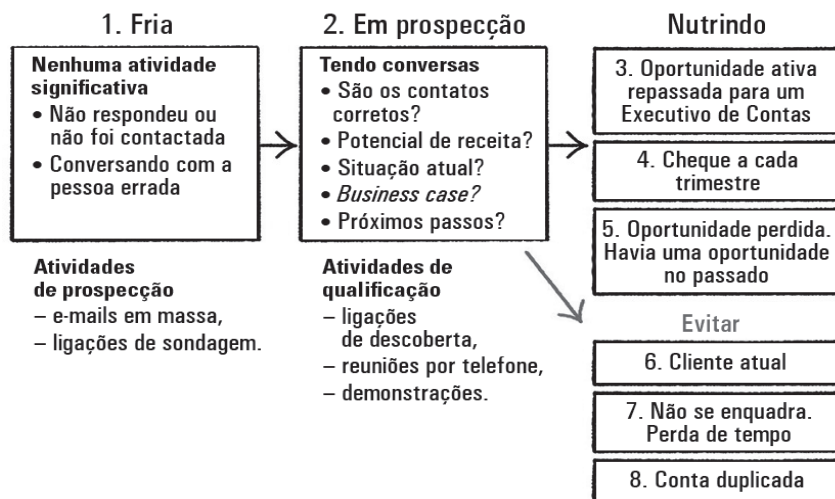 1. Fria
Nenhuma atividade
significativa
• Não respondeu ou
não foi contactada
• Conversando com a
pessoa errada
Atividades
de prospecção
– e-mails em massa,
– ligações de sondagem.
2. Em prospecção
Tendo conversas
• São os contatos
corretos?
• Potencial de receita?
• Situação atual?
• Business case?
• Próximos passos?
Atividades de
qualificação
– ligações
de descoberta,
– reuniões por telefone,
– demonstrações.
Nutrindo
3. Oportunidade ativa
repassada para um
Executivo de Contas
4. Cheque a cada
trimestre
5. Oportunidade perdida.
Havia uma oportunidade
no passado
Evitar
6. Cliente atual
7. Não se enquadra.
Perda de tempo
8. Conta duplicada